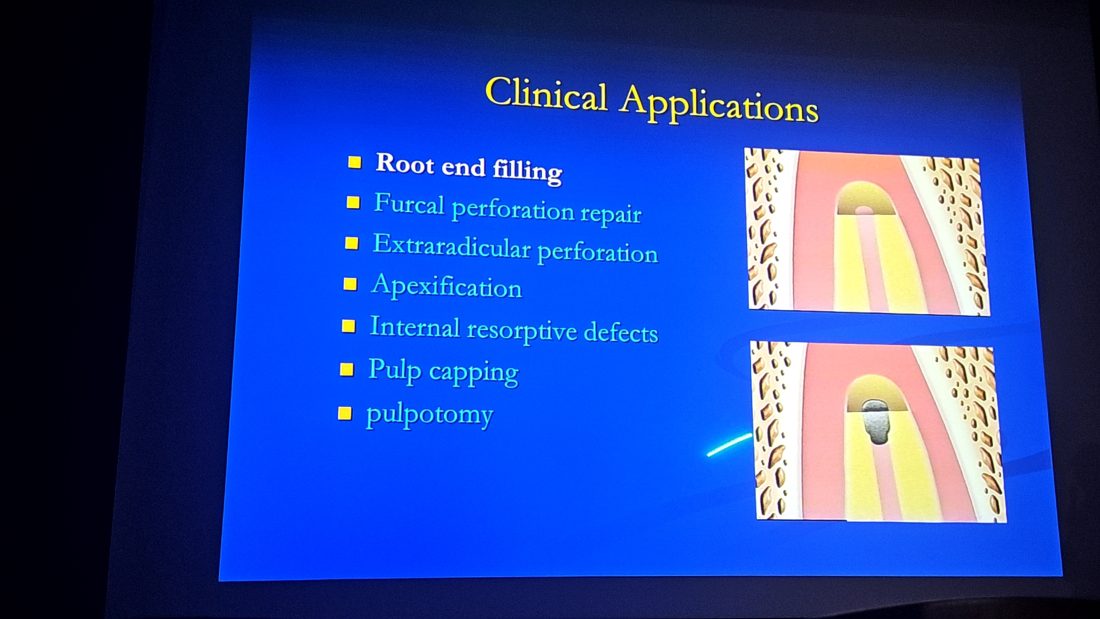 Clinical Applications
Root end filling
Furcal perforation repair
Extraradicular perforation
Apexification
Internal resorptive defects
Pulp capping
pulpotomy